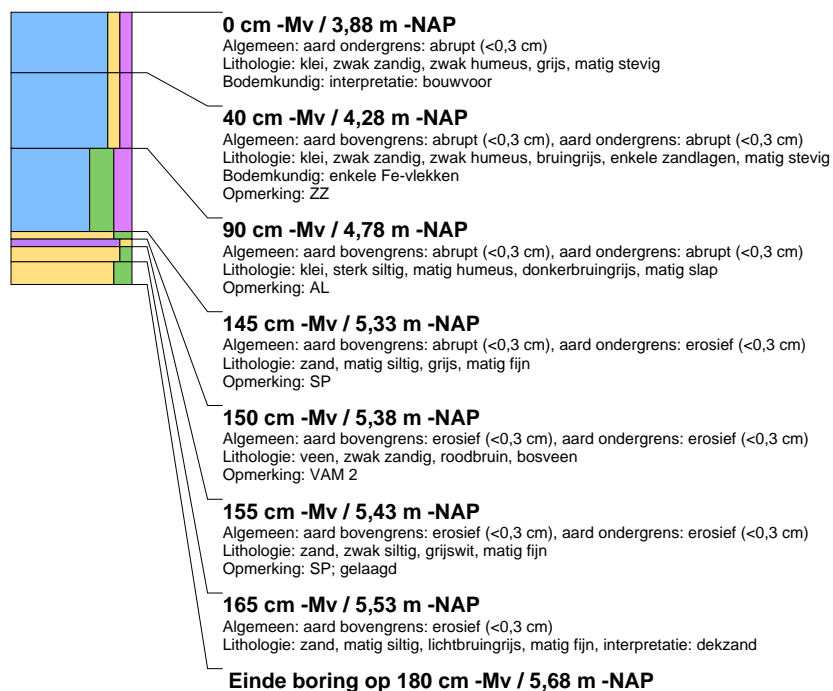 0 cm -Mv / 3,88 m -NAP
Algemeen: aard ondergrens: abrupt (<0,3 cm)
Lithologie: klei, zwak zandig, zwak humeus, grijs, matig stevig
Bodemkundig: interpretatie: bouwvoor
40 cm -Mv / 4,28 m -NAP
Algemeen: aard bovengrens: abrupt (<0,3 cm), aard ondergrens: abrupt (<0,3 cm)
Lithologie: klei, zwak zandig, zwak humeus, bruingrijs, enkele zandlagen, matig stevig
Bodemkundig: enkele Fe-vlekken
Opmerking: ZZ
90 cm -Mv / 4,78 m -NAP
Algemeen: aard bovengrens: abrupt (<0,3 cm), aard ondergrens: abrupt (<0,3 cm)
Lithologie: klei, sterk siltig, matig humeus, donkerbruingrijs, matig slap
Opmerking: AL
145 cm -Mv / 5,33 m -NAP
Algemeen: aard bovengrens: abrupt (<0,3 cm), aard ondergrens: erosief (<0,3 cm)
Lithologie: zand, matig siltig, grijs, matig fijn
Opmerking: SP
150 cm -Mv / 5,38 m -NAP
Algemeen: aard bovengrens: erosief (<0,3 cm), aard ondergrens: erosief (<0,3 cm)
Lithologie: veen, zwak zandig, roodbruin, bosveen
Opmerking: VAM 2
155 cm -Mv / 5,43 m -NAP
Algemeen: aard bovengrens: erosief (<0,3 cm), aard ondergrens: erosief (<0,3 cm)
Lithologie: zand, zwak siltig, grijswit, matig fijn
Opmerking: SP; gelaagd
165 cm -Mv / 5,53 m -NAP
Algemeen: aard bovengrens: erosief (<0,3 cm)
Lithologie: zand, matig siltig, lichtbruingrijs, matig fijn, interpretatie: dekzand
Einde boring op 180 cm -Mv / 5,68 m -NAP